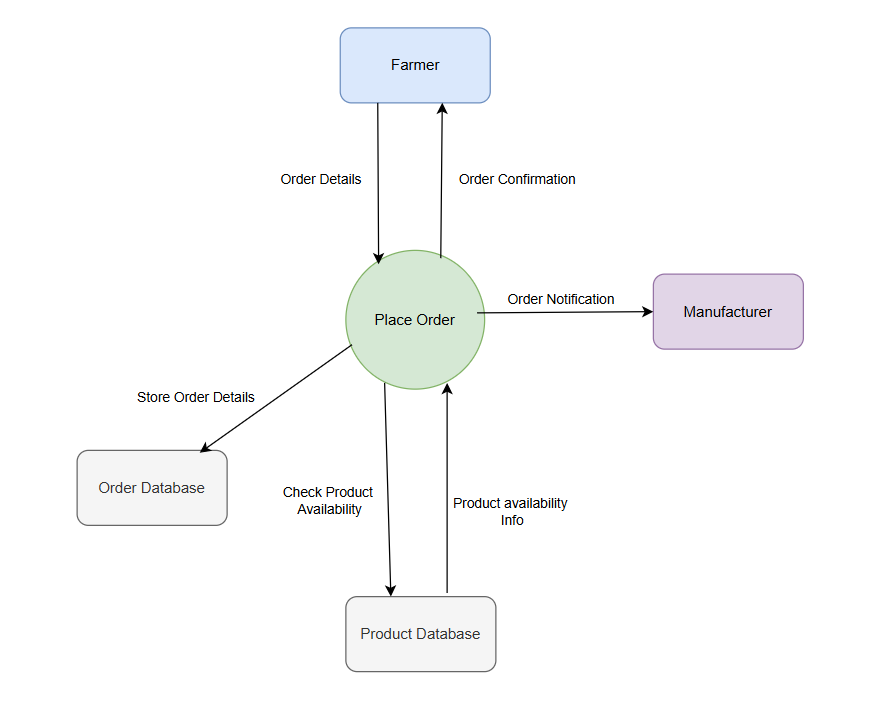 Farmer
Order Details
Order Confirmation
Order Notification
Place Order
Manufacturer
Store Order Details
Order Database
Check Product
Availability
Product availability
Info
Product Database